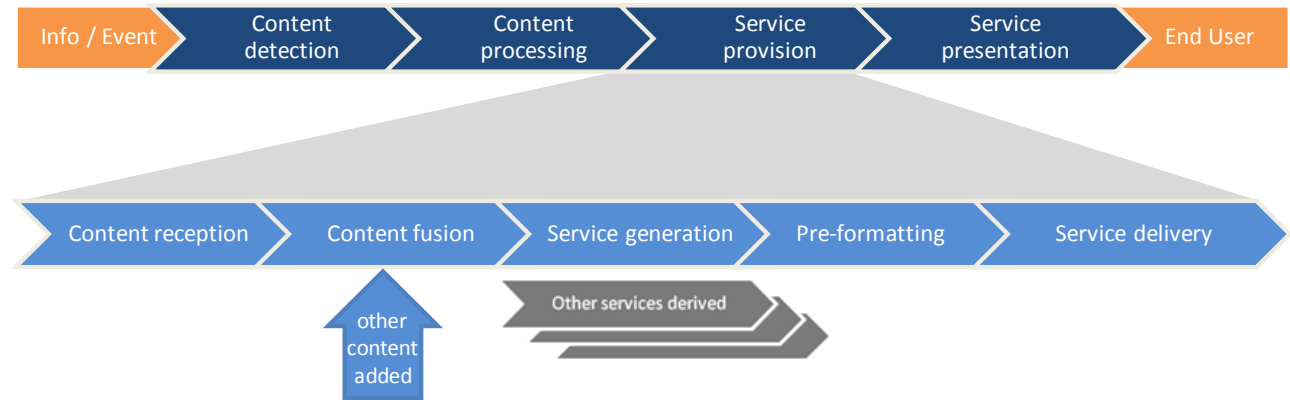 Info / Event
Content
detection
Content
processing
Service
provision
Service
presentation
End User
Content reception
Content fusion
Service generation
Pre-formatting
Service delivery
other
content
added
Other services derived